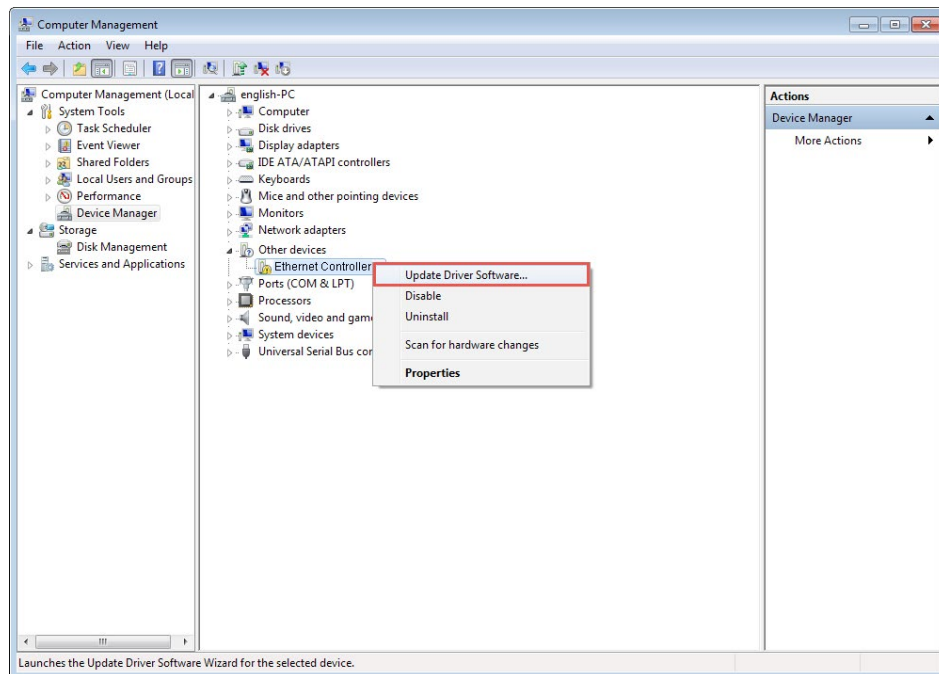 Computer Management
File Action View Help
Computer Management (Local
System Tools
Task Scheduler
Event Viewer
Shared Folders
Local Users and Groups
Performance
Device Manager
Storage
Disk Management
Services and Applications
english-PC
Computer
Disk drives
Display adapters
IDE ATA/ATAPI controllers
Keyboards
Mice and other pointing devices
Monitors
Network adapters
Other devices
Ethernet Controller
Ports (COM & LPT)
Processors
Sound, video and gam
System devices
Universal Serial Bus cor
Update Driver Software...
Disable
Uninstall
Scan for hardware changes
Properties
Actions
Device Manager
More Actions
Launches the Update Driver Software Wizard for the selected device.